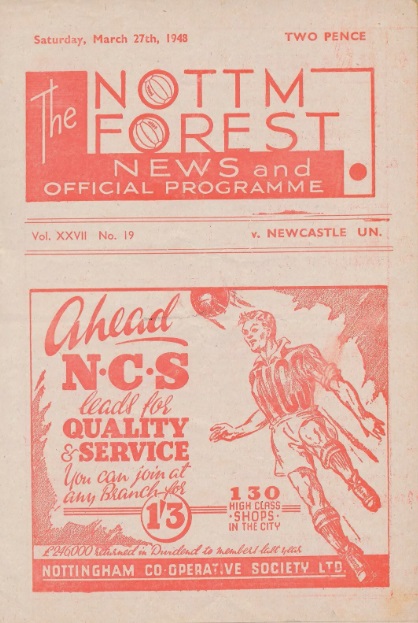 Saturday, March 27th, 1948 TWO PENCE
The NOTTM
FOREST
NEWS and
OFFICIAL PROGRAMME
Vol. XXVII No. 19 v. NEWCASTLE UN.
Ahead
N·C·S
leads for
QUALITY
& SERVICE
You can join at
any Branch for
1'3
130
HIGH CLASS
·SHOPS·
IN THE CITY
£246000 returned in Dividend to members last year
NOTTINGHAM CO-OPERATIVE SOCIETY LTD.